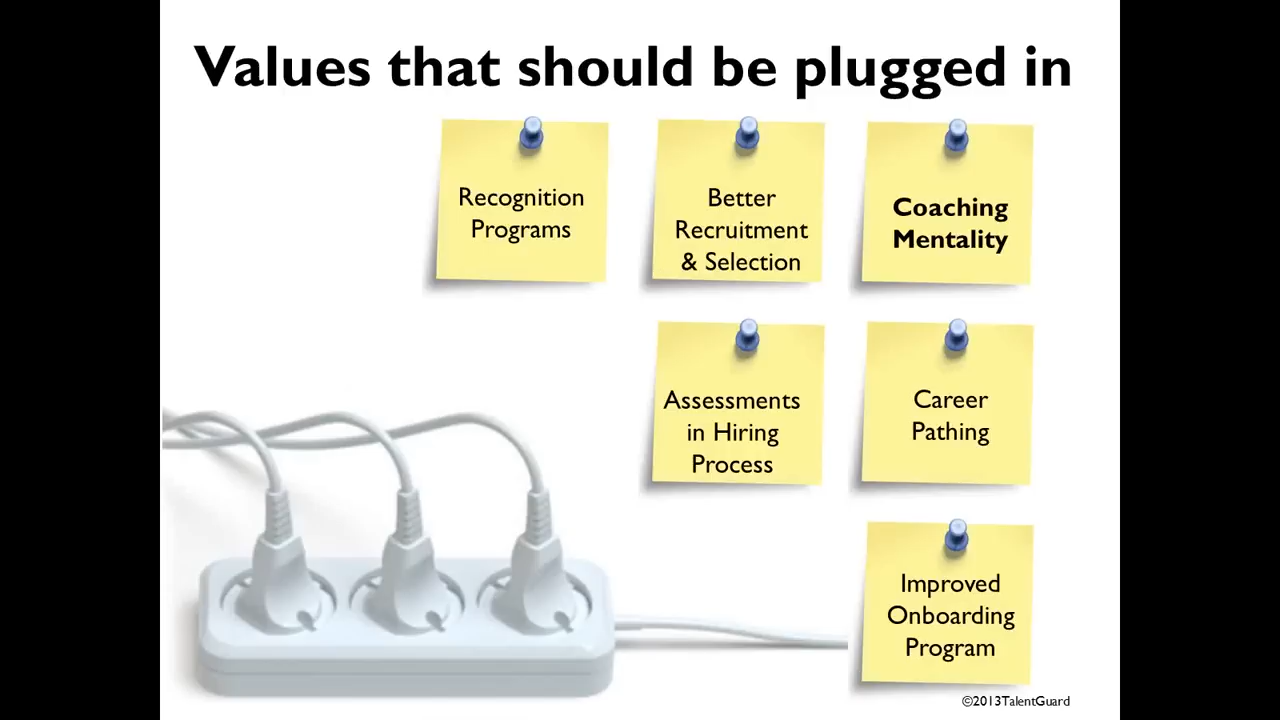 Values that should be plugged in
Recognition
Programs
Better
Recruitment
& Selection
Coaching
Mentality
Assessments
in Hiring
Process
Career
Pathing
Improved
Onboarding
Program
©2013TalentGuard